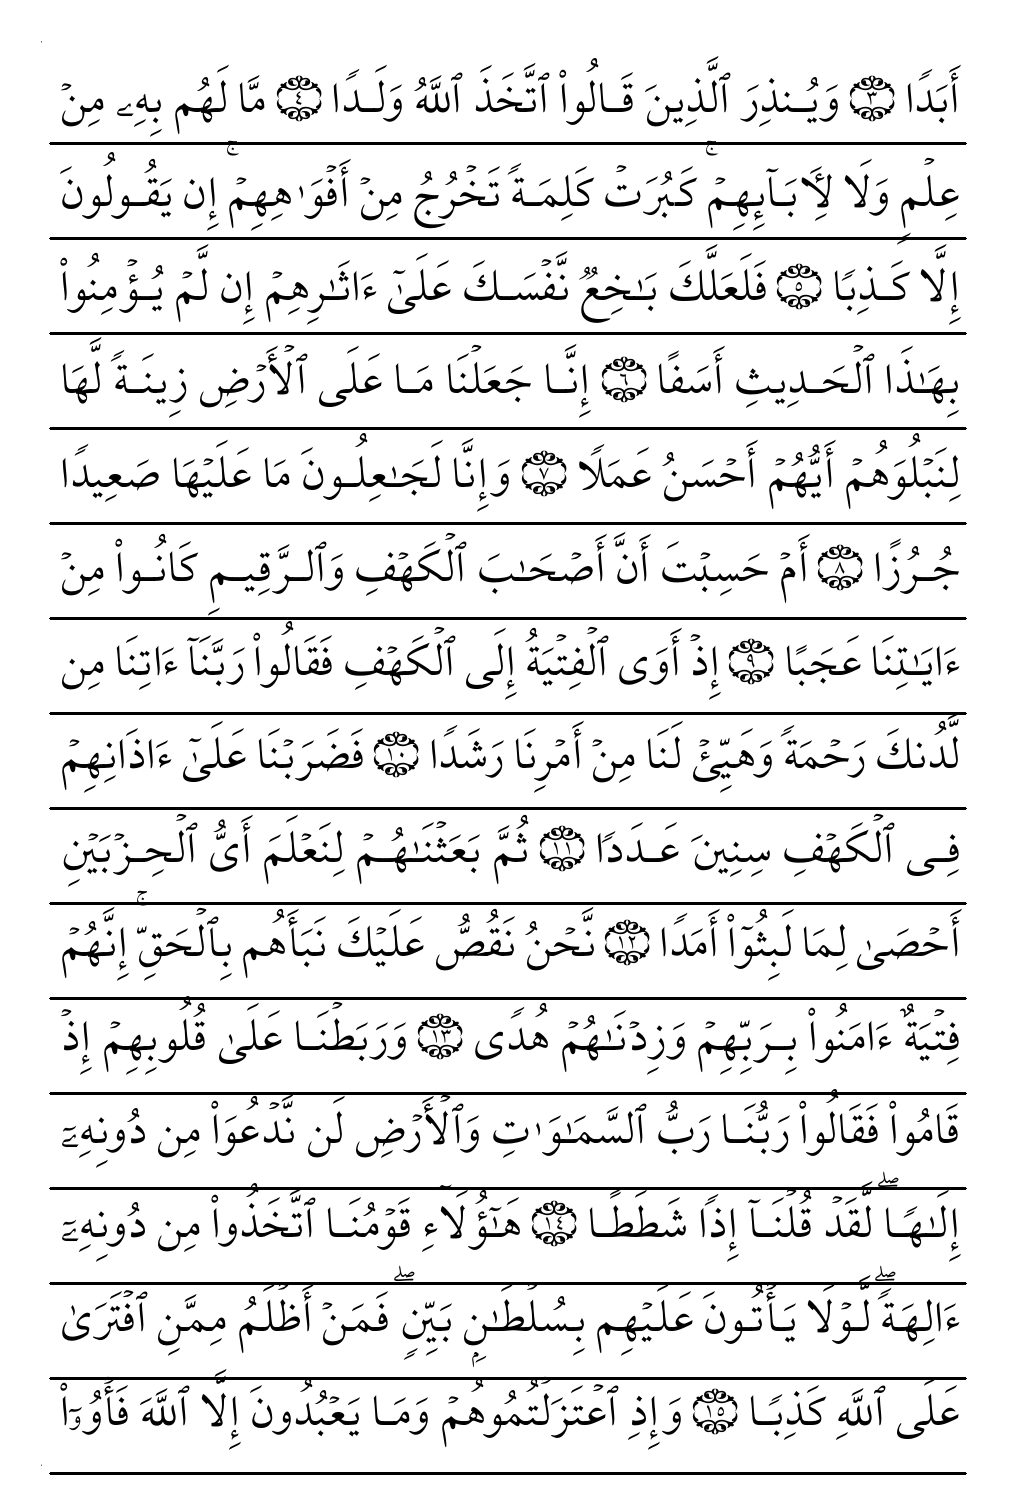 أَبَدًا ٣ وَيُنذِرَ ٱلَّذِينَ قَالُوا۟ ٱتَّخَذَ ٱللَّهُ وَلَدًا ٤ مَّا لَهُم بِهِۦ مِنْ
عِلْمٍ وَلَا لِأَبَآئِهِمْ ۚ كَبُرَتْ كَلِمَةً تَخْرُجُ مِنْ أَفْوَٰهِهِمْ ۚ إِن يَقُولُونَ
إِلَّا كَذِبًا ٥ فَلَعَلَّكَ بَـٰخِعٌ نَّفْسَكَ عَلَىٰٓ ءَاثَـٰرِهِمْ إِن لَّمْ يُؤْمِنُوا۟
بِهَـٰذَا ٱلْحَدِيثِ أَسَفًا ٦ إِنَّا جَعَلْنَا مَا عَلَى ٱلْأَرْضِ زِينَةً لَّهَا
لِنَبْلُوَهُمْ أَيُّهُمْ أَحْسَنُ عَمَلًا ٧ وَإِنَّا لَجَـٰعِلُونَ مَا عَلَيْهَا صَعِيدًا
جُرُزًا ٨ أَمْ حَسِبْتَ أَنَّ أَصْحَـٰبَ ٱلْكَهْفِ وَٱلرَّقِيمِ كَانُوا۟ مِنْ
ءَايَـٰتِنَا عَجَبًا ٩ إِذْ أَوَى ٱلْفِتْيَةُ إِلَى ٱلْكَهْفِ فَقَالُوا۟ رَبَّنَآ ءَاتِنَا مِن
لَّدُنكَ رَحْمَةً وَهَيِّئْ لَنَا مِنْ أَمْرِنَا رَشَدًا ١٠ فَضَرَبْنَا عَلَىٰٓ ءَاذَانِهِمْ
فِى ٱلْكَهْفِ سِنِينَ عَدَدًا ١١ ثُمَّ بَعَثْنَـٰهُمْ لِنَعْلَمَ أَىُّ ٱلْحِزْبَيْنِ
أَحْصَىٰ لِمَا لَبِثُوٓا۟ أَمَدًا ١٢ نَّحْنُ نَقُصُّ عَلَيْكَ نَبَأَهُم بِٱلْحَقِّ ۚ إِنَّهُمْ
فِتْيَةٌ ءَامَنُوا۟ بِرَبِّهِمْ وَزِدْنَـٰهُمْ هُدًى ١٣ وَرَبَطْنَا عَلَىٰ قُلُوبِهِمْ إِذْ
قَامُوا۟ فَقَالُوا۟ رَبُّنَا رَبُّ ٱلسَّمَـٰوَٰتِ وَٱلْأَرْضِ لَن نَّدْعُوَا۟ مِن دُونِهِۦٓ
إِلَـٰهًا ۖ لَّقَدْ قُلْنَآ إِذًا شَطَطًا ١٤ هَـٰٓؤُلَآءِ قَوْمُنَا ٱتَّخَذُوا۟ مِن دُونِهِۦٓ
ءَالِهَةً ۖ لَّوْلَا يَأْتُونَ عَلَيْهِم بِسُلْطَـٰنٍۭ بَيِّنٍ ۖ فَمَنْ أَظْلَمُ مِمَّنِ ٱفْتَرَىٰ
عَلَى ٱللَّهِ كَذِبًا ١٥ وَإِذِ ٱعْتَزَلْتُمُوهُمْ وَمَا يَعْبُدُونَ إِلَّا ٱللَّهَ فَأْوُۥٓا۟